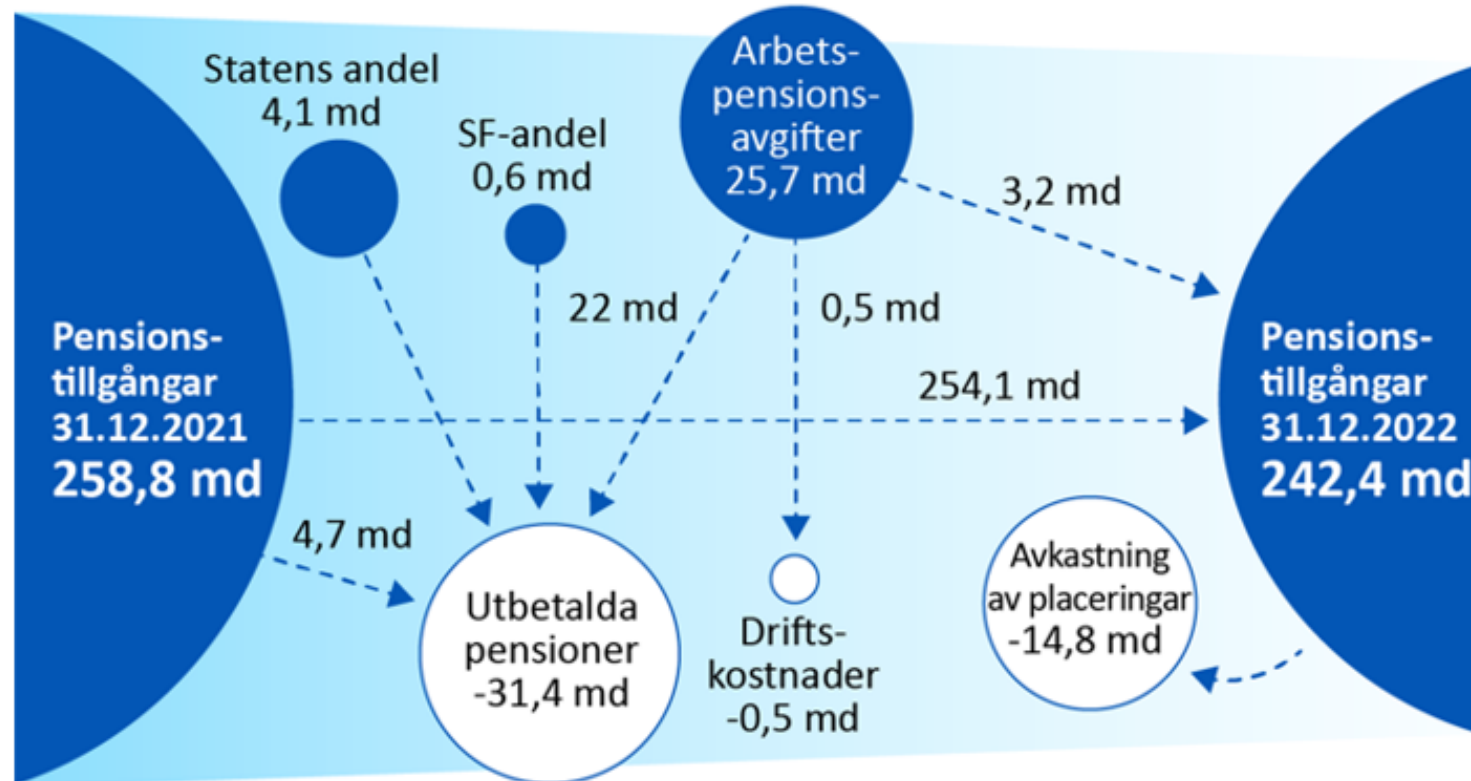 Statens andel
4,1 md
SF-andel
0,6 md
Arbets-
pensions-
avgifter
25,7 md
3,2 md
22 md
0,5 md
254,1 md
Pensions-
tillgångar
31.12.2021
258,8 md
Pensions-
tillgångar
31.12.2022
242,4 md
4,7 md
Utbetalda
pensioner
-31,4 md
Drifts-
kostnader
-0,5 md
Avkastning
av placeringar
-14,8 md